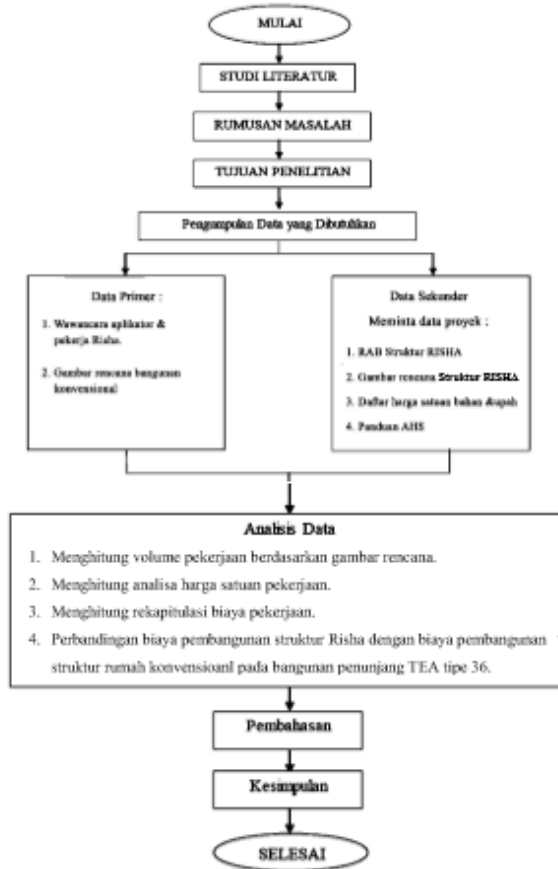 MULAI
STUDI LITERATUR
RUMUSAN MASALAH
TUJUAN PENELITIAN
Pengumpulan Data yang Dibutuhkan
Data Primer :
1. Wawancara aplikator &
pekerja Risha.
2. Gambar rencana bangunan
konvensional
Data Sekunder
Meminta data proyek :
1. RAB Struktur RISHA
2. Gambar rencana Struktur RISHA
3. Daftar harga satuan bahan &upah
4. Panduan AHS
Analisis Data
1. Menghitung volume pekerjaan berdasarkan gambar rencana.
2. Menghitung analisa harga satuan pekerjaan.
3. Menghitung rekapitulasi biaya pekerjaan.
4. Perbandingan biaya pembangunan struktur Risha dengan biaya pembangunan
struktur rumah konvensioanl pada bangunan penunjang TEA tipe 36.
Pembahasan
Kesimpulan
SELESAI